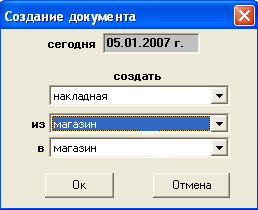 Создание документа
сегодня 05.01.2007 г.
создать
накладная
из магазин
в магазин
Ок Отмена